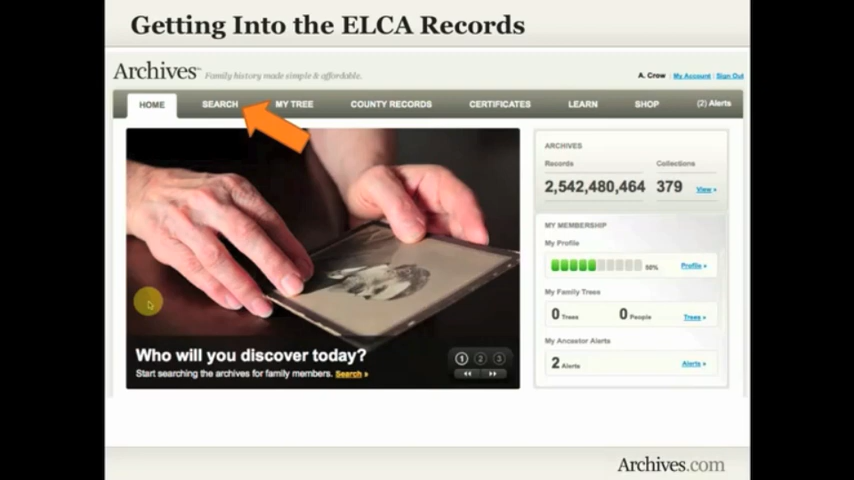 Getting Into the ELCA Records
Archives Family history made simple & affordable.
A. Crow My Account Sign Out
HOME SEARCH MY TREE COUNTY RECORDS CERTIFICATES LEARN SHOP (2) Alerts
ARCHIVES
Records Collections
2,542,480,464 379 View »
MY MEMBERSHIP
My Profile
50% Profile »
My Family Trees
0 Trees 0 People Trees »
My Ancestor Alerts
2 Alerts Alerts »
Who will you discover today?
Start searching the archives for family members. Search »
1 2 3
Archives.com